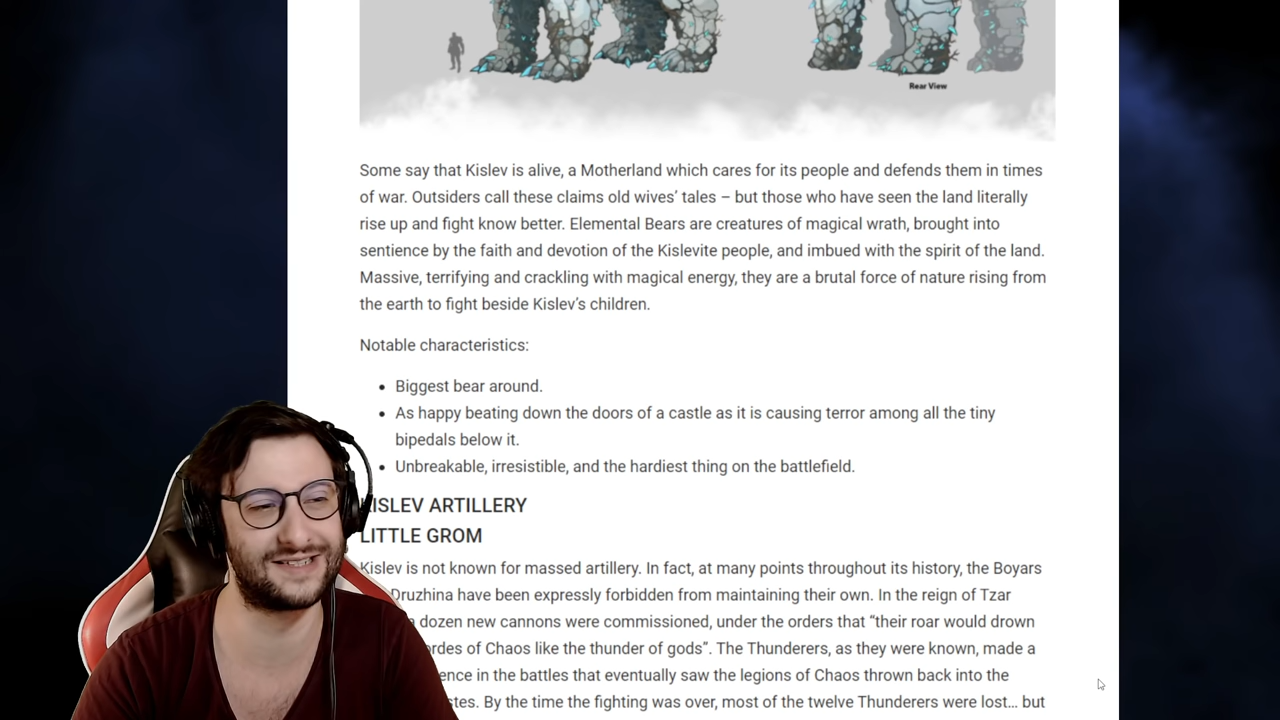 Rear View
Some say that Kislev is alive, a Motherland which cares for its people and defends them in times
of war. Outsiders call these claims old wives’ tales – but those who have seen the land literally
rise up and fight know better. Elemental Bears are creatures of magical wrath, brought into
sentience by the faith and devotion of the Kislevite people, and imbued with the spirit of the land.
Massive, terrifying and crackling with magical energy, they are a brutal force of nature rising from
the earth to fight beside Kislev’s children.
Notable characteristics:
• Biggest bear around.
• As happy beating down the doors of a castle as it is causing terror among all the tiny
bipedals below it.
• Unbreakable, irresistible, and the hardiest thing on the battlefield.
KISLEV ARTILLERY
LITTLE GROM
Kislev is not known for massed artillery. In fact, at many points throughout its history, the Boyars
Druzhina have been expressly forbidden from maintaining their own. In the reign of Tzar
a dozen new cannons were commissioned, under the orders that “their roar would drown
of Chaos like the thunder of gods”. The Thunderers, as they were known, made a
in the battles that eventually saw the legions of Chaos thrown back into the
By the time the fighting was over, most of the twelve Thunderers were lost… but